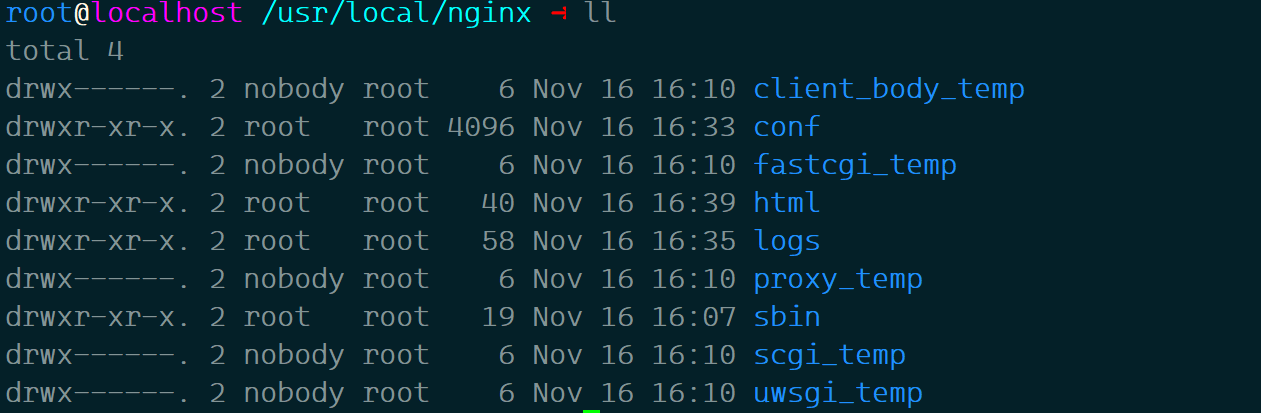 root@localhost /usr/local/nginx ⊣ ll
total 4
drwx------. 2 nobody root    6 Nov 16 16:10 client_body_temp
drwxr-xr-x. 2 root   root 4096 Nov 16 16:33 conf
drwx------. 2 nobody root    6 Nov 16 16:10 fastcgi_temp
drwxr-xr-x. 2 root   root   40 Nov 16 16:39 html
drwxr-xr-x. 2 root   root   58 Nov 16 16:35 logs
drwx------. 2 nobody root    6 Nov 16 16:10 proxy_temp
drwxr-xr-x. 2 root   root   19 Nov 16 16:07 sbin
drwx------. 2 nobody root    6 Nov 16 16:10 scgi_temp
drwx------. 2 nobody root    6 Nov 16 16:10 uwsgi_temp